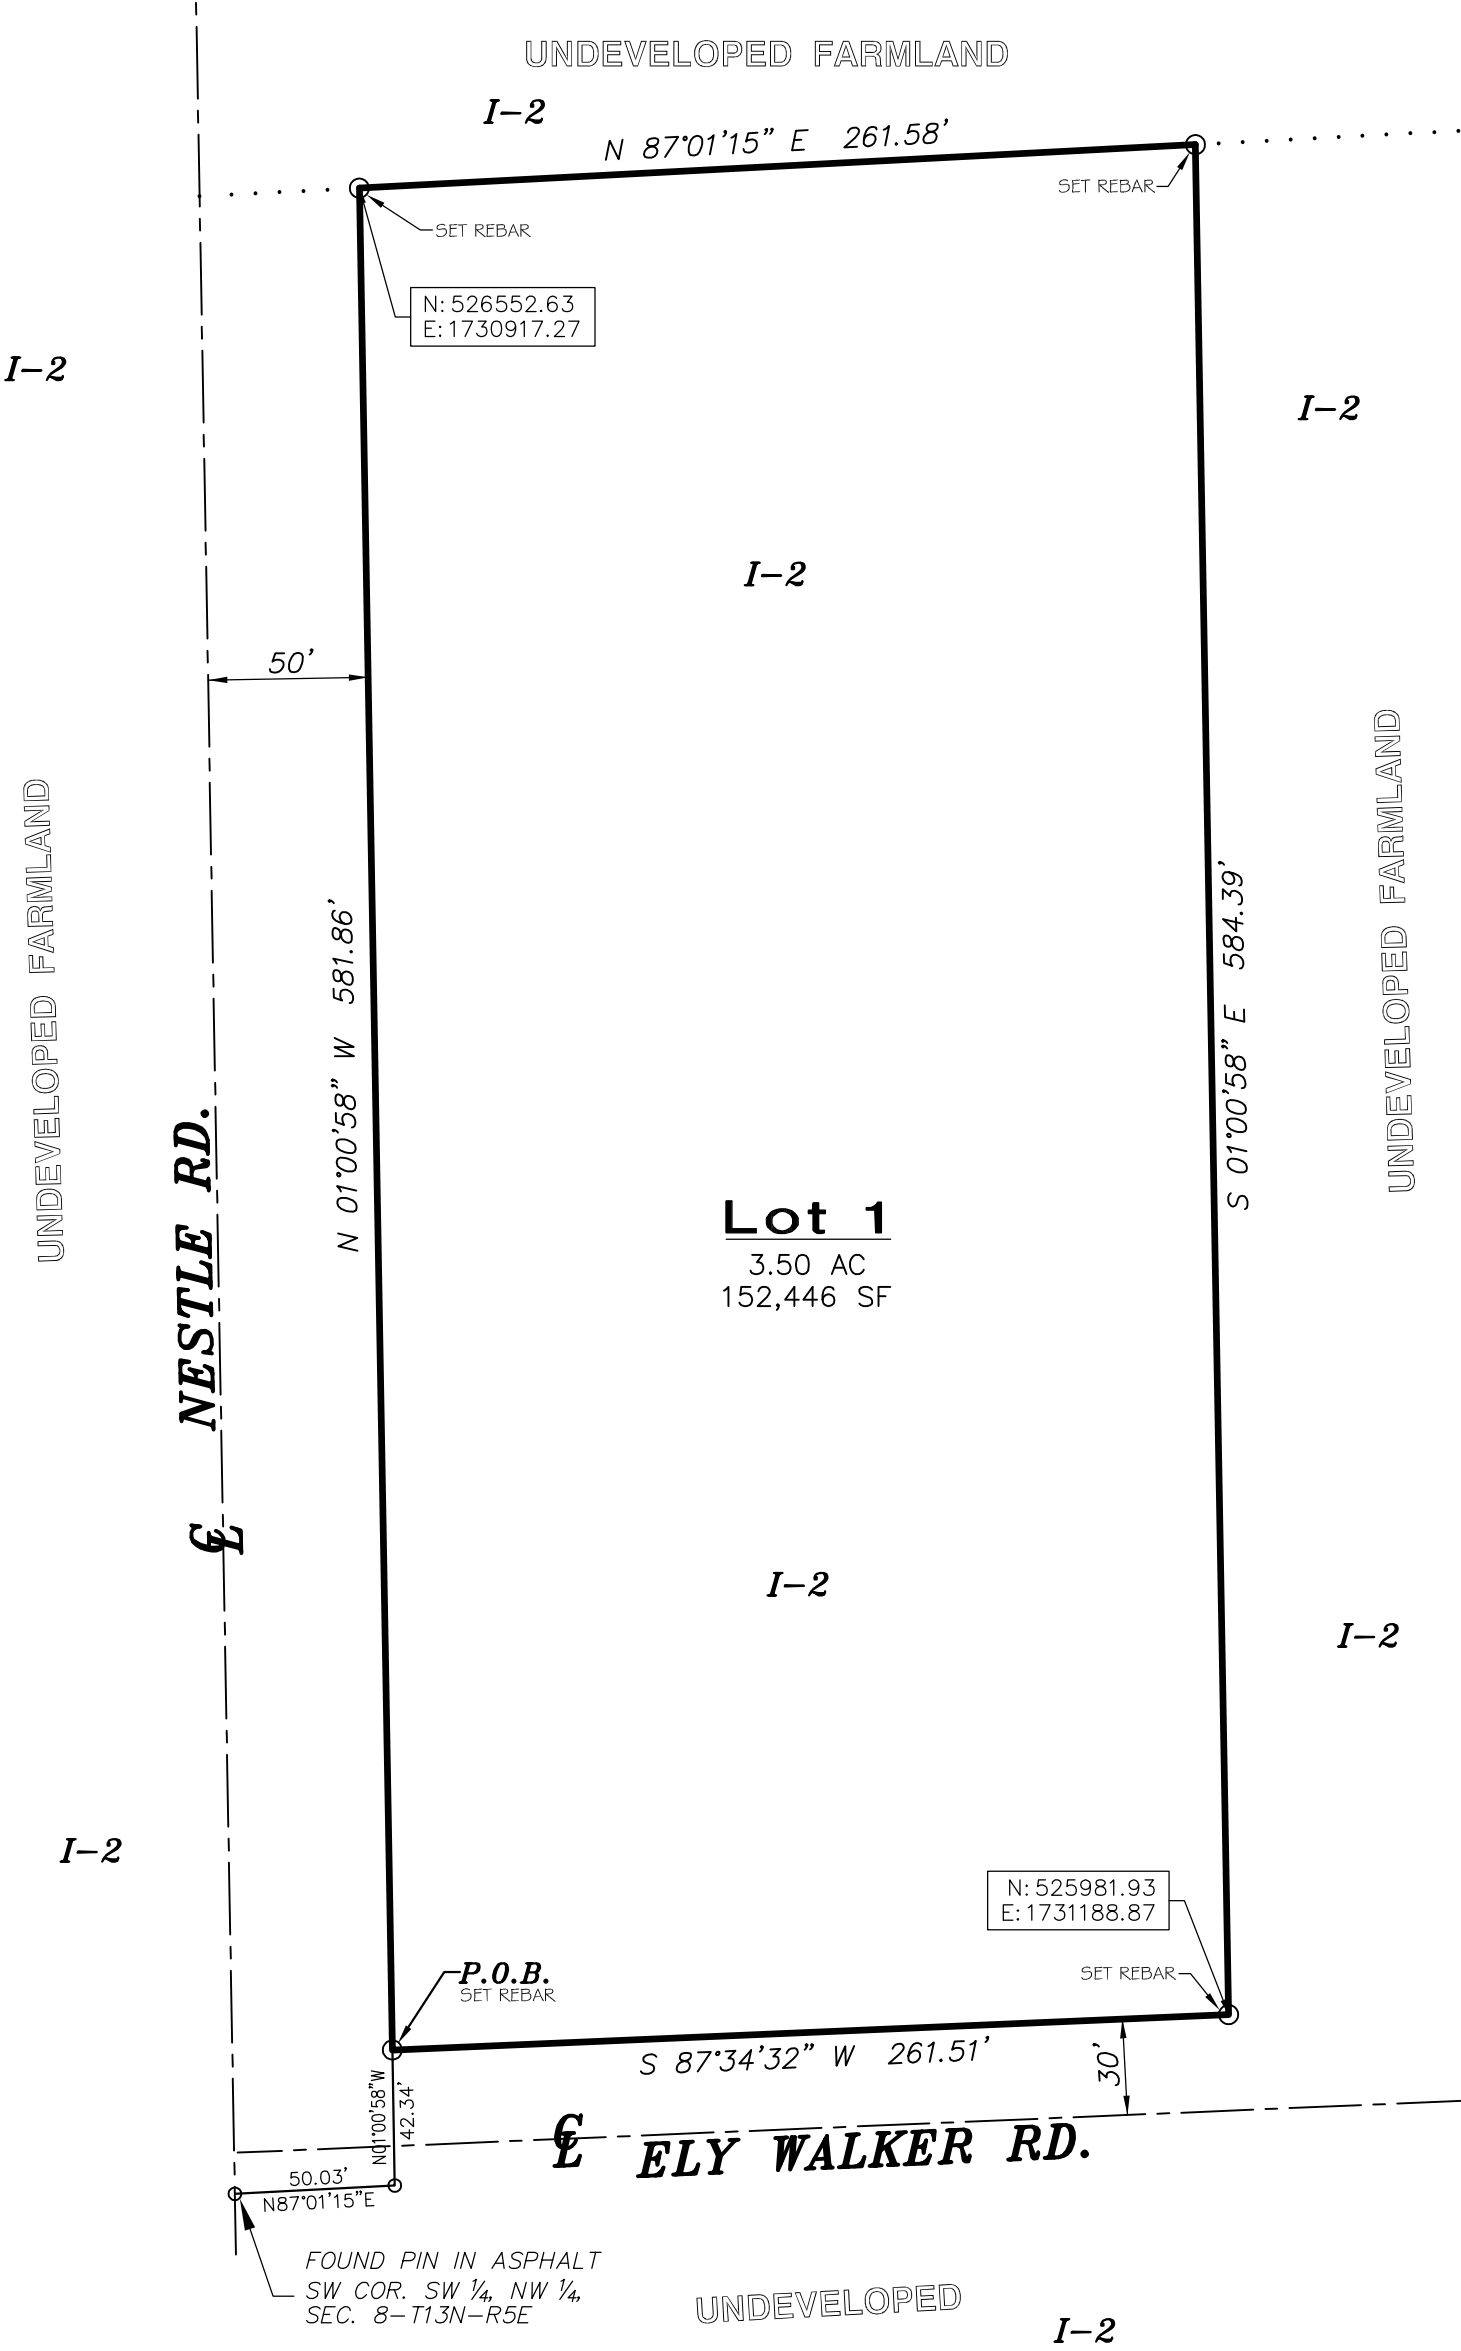 UNDEVELOPED FARMLAND
I-2
N 87°01'15" E 261.58'
SET REBAR
SET REBAR
N: 526552.63
E: 1730917.27
I-2
I-2
I-2
50'
UNDEVELOPED FARMLAND
UNDEVELOPED FARMLAND
N 01°00'58" W 581.86'
S 01°00'58" E 584.39'
NESTLE RD.
℄
Lot 1
3.50 AC
152,446 SF
I-2
I-2
I-2
N: 525981.93
E: 1731188.87
P.O.B.
SET REBAR
SET REBAR
S 87°34'32" W 261.51'
30'
N01°00'58"W
42.34'
℄ ELY WALKER RD.
50.03'
N87°01'15"E
FOUND PIN IN ASPHALT
SW COR. SW ¼, NW ¼,
SEC. 8-T13N-R5E
UNDEVELOPED
I-2